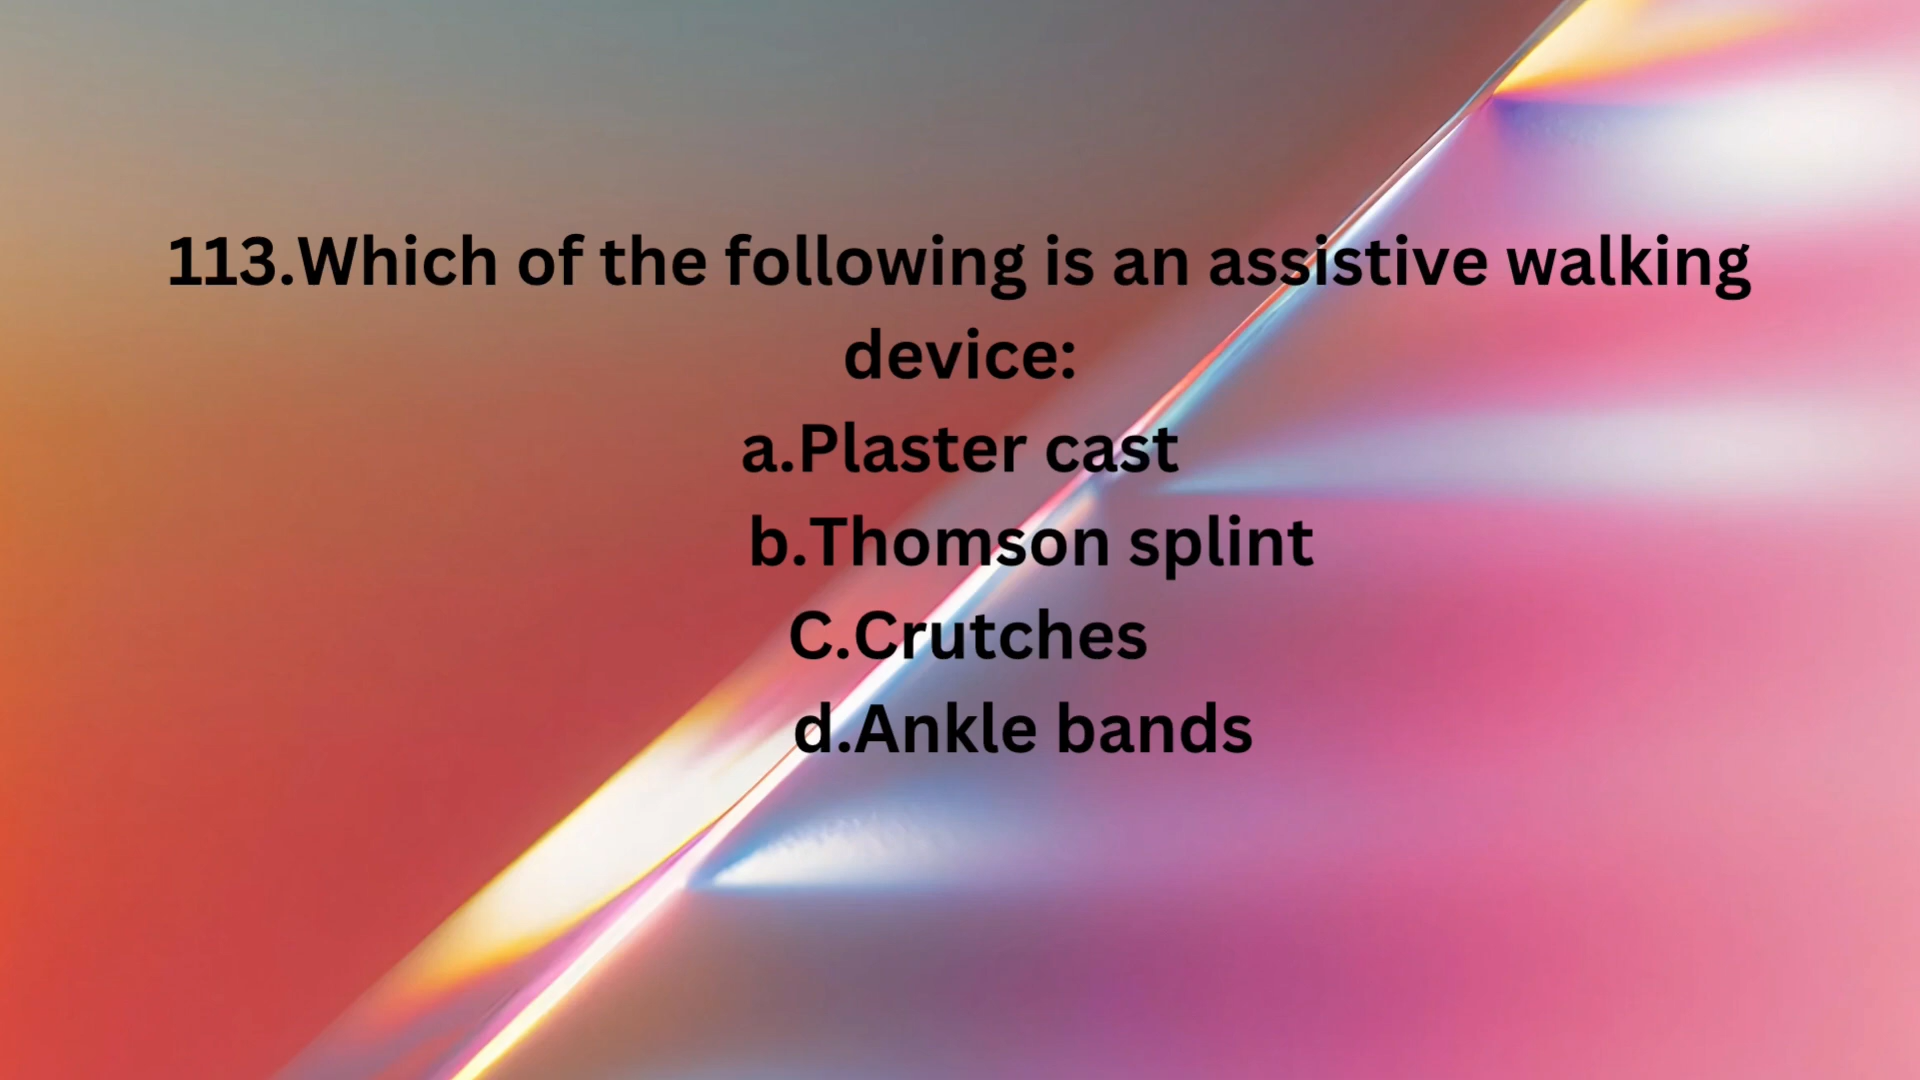 113.Which of the following is an assistive walking
device:
a.Plaster cast
b.Thomson splint
C.Crutches
d.Ankle bands